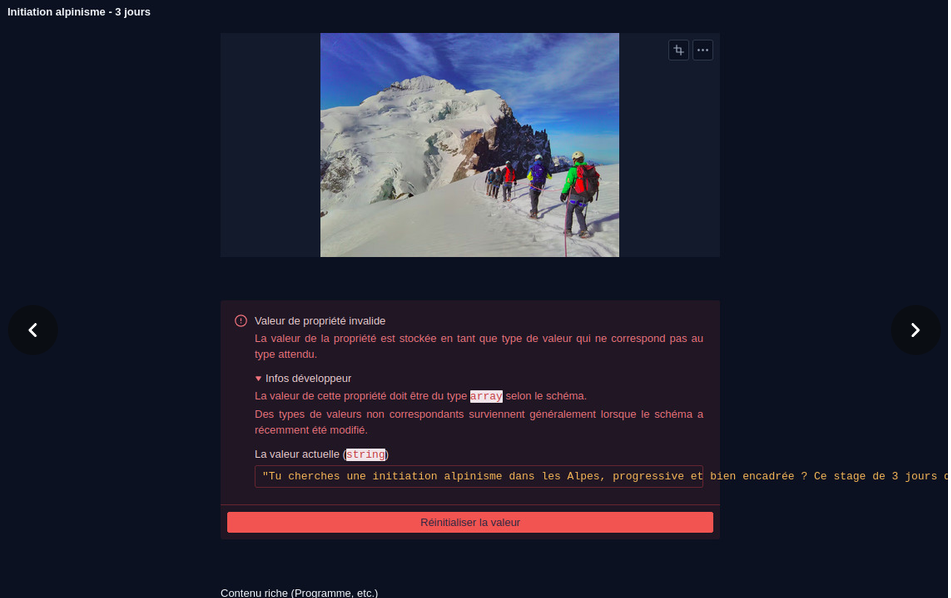 Initiation alpinisme - 3 jours
Valeur de propriété invalide
La valeur de la propriété est stockée en tant que type de valeur qui ne correspond pas au
type attendu.
Infos développeur
La valeur de cette propriété doit être du type array selon le schéma.
Des types de valeurs non correspondants surviennent généralement lorsque le schéma a
récemment été modifié.
La valeur actuelle (string)
"Tu cherches une initiation alpinisme dans les Alpes, progressive et bien encadrée ? Ce stage de 3 jours
Réinitialiser la valeur
Contenu riche (Programme, etc.)